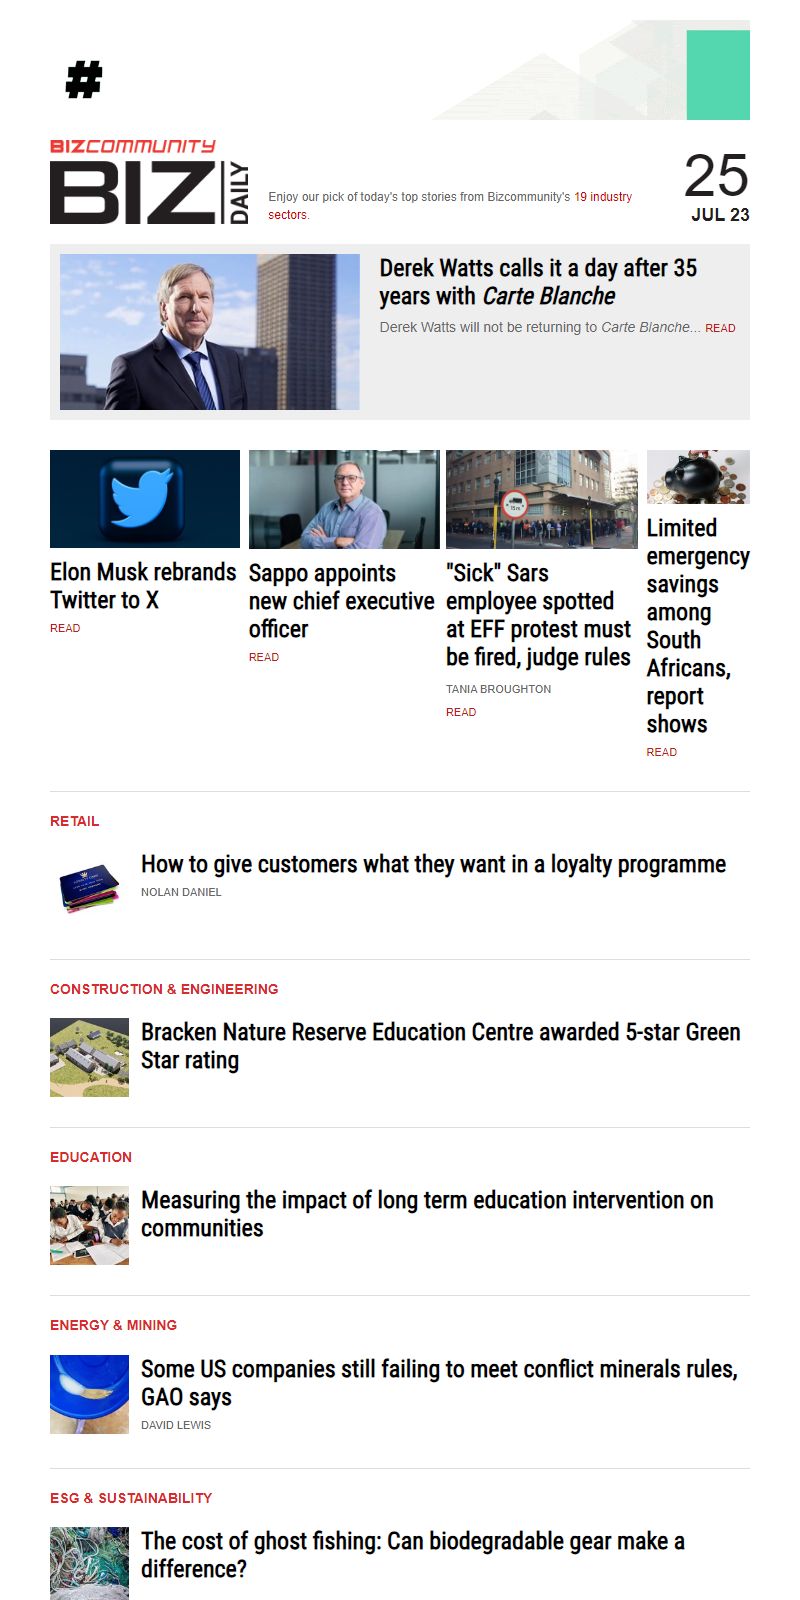 #
BIZCOMMUNITY
BIZ DAILY
Enjoy our pick of today's top stories from Bizcommunity's 19 industry
sectors.
25
JUL 23
Derek Watts calls it a day after 35
years with Carte Blanche
Derek Watts will not be returning to Carte Blanche... READ
Elon Musk rebrands
Twitter to X
READ
Sappo appoints
new chief executive
officer
READ
"Sick" Sars
employee spotted
at EFF protest must
be fired, judge rules
TANIA BROUGHTON
READ
Limited
emergency
savings
among
South
Africans,
report
shows
READ
RETAIL
How to give customers what they want in a loyalty programme
NOLAN DANIEL
CONSTRUCTION & ENGINEERING
Bracken Nature Reserve Education Centre awarded 5-star Green
Star rating
EDUCATION
Measuring the impact of long term education intervention on
communities
ENERGY & MINING
Some US companies still failing to meet conflict minerals rules,
GAO says
DAVID LEWIS
ESG & SUSTAINABILITY
The cost of ghost fishing: Can biodegradable gear make a
difference?